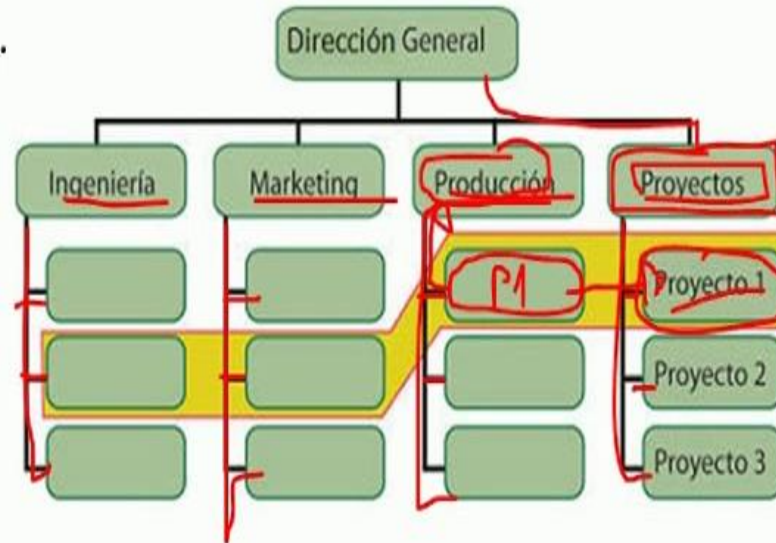 Dirección General
Ingeniería
Marketing
Producción
Proyectos
P1
Proyecto 1
Proyecto 2
Proyecto 3